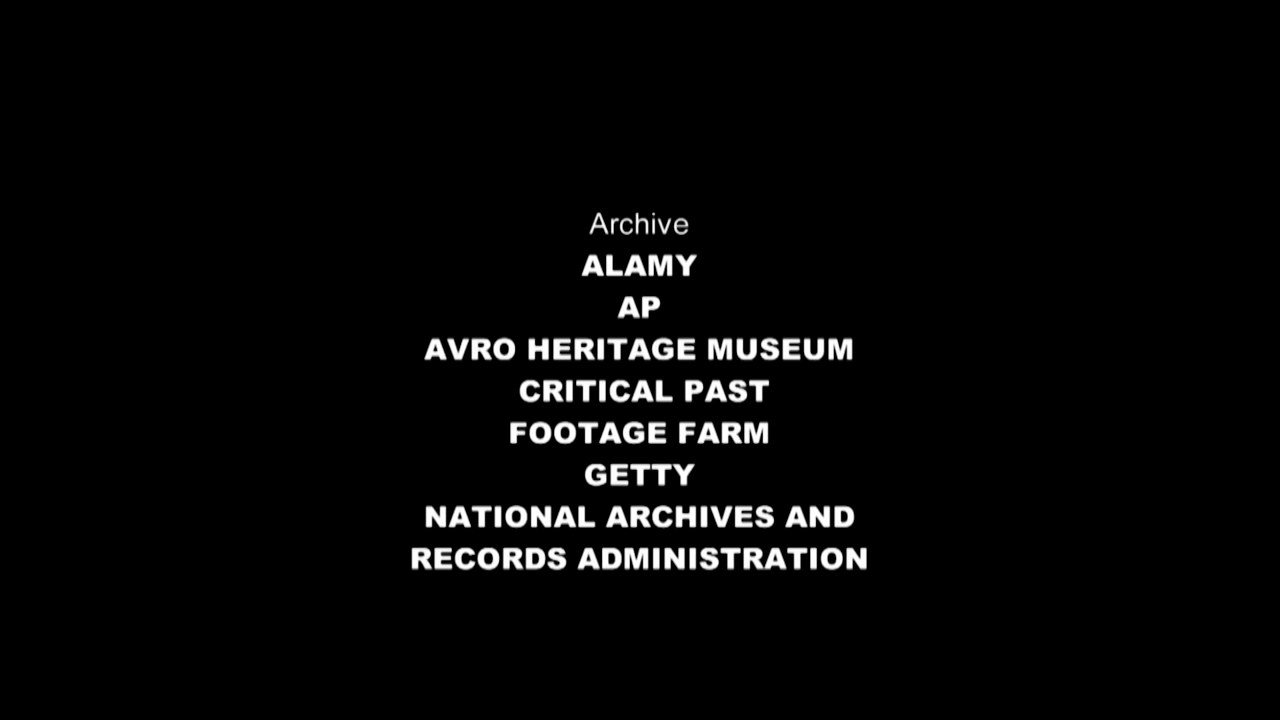 Archive
ALAMY
AP
AVRO HERITAGE MUSEUM
CRITICAL PAST
FOOTAGE FARM
GETTY
NATIONAL ARCHIVES AND
RECORDS ADMINISTRATION